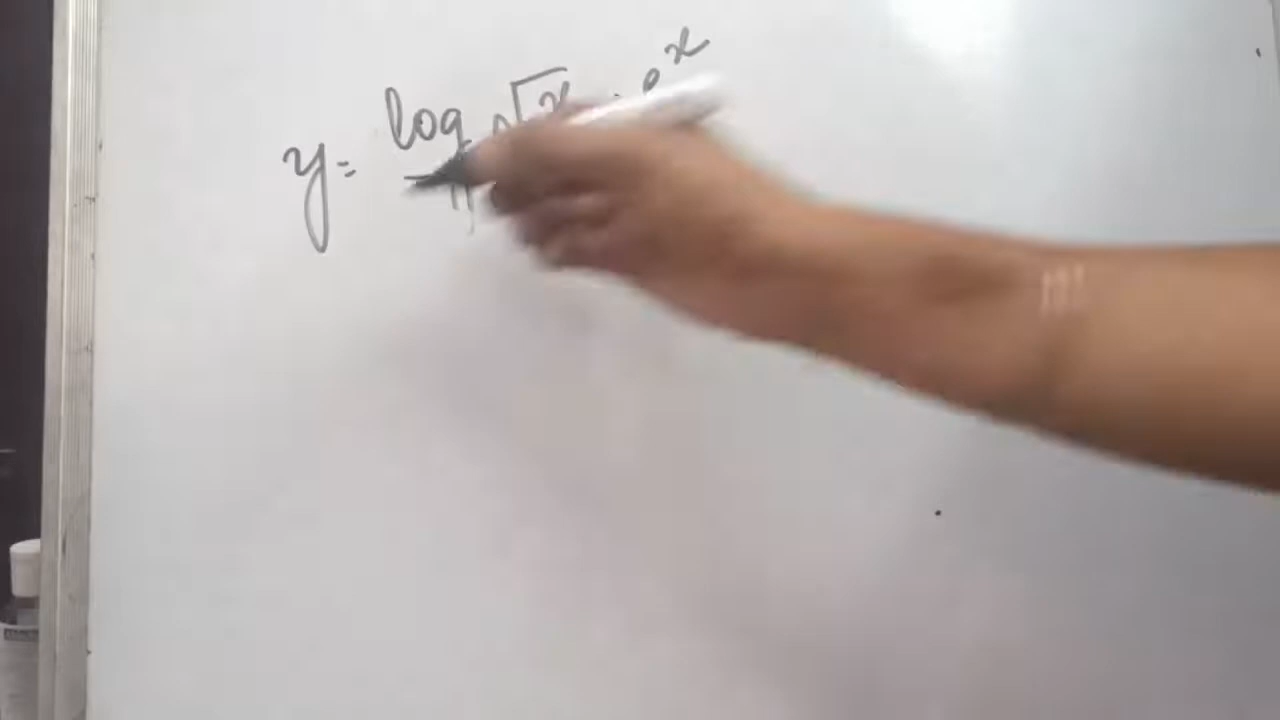 y = log √x · e^x